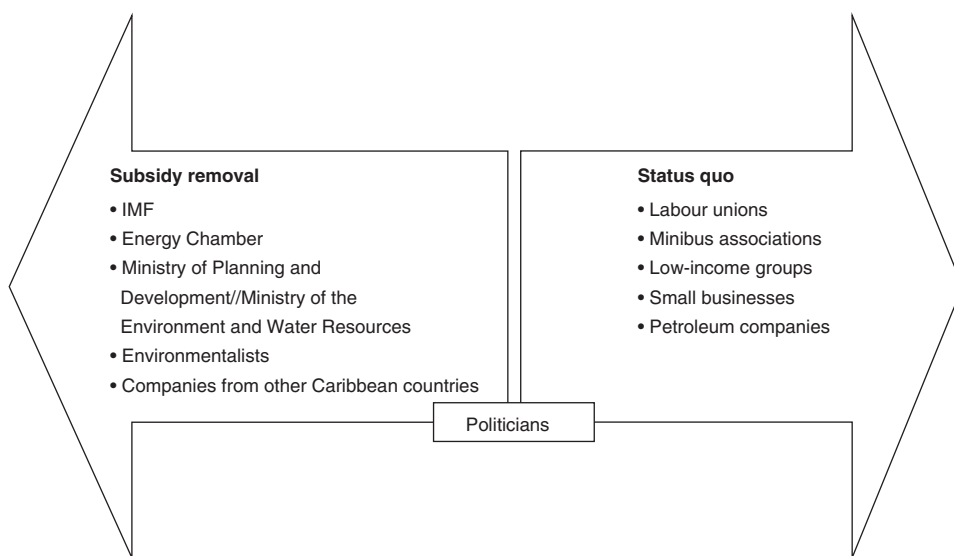 Subsidy removal
• IMF
• Energy Chamber
• Ministry of Planning and
Development//Ministry of the
Environment and Water Resources
• Environmentalists
• Companies from other Caribbean countries
Status quo
• Labour unions
• Minibus associations
• Low-income groups
• Small businesses
• Petroleum companies
Politicians